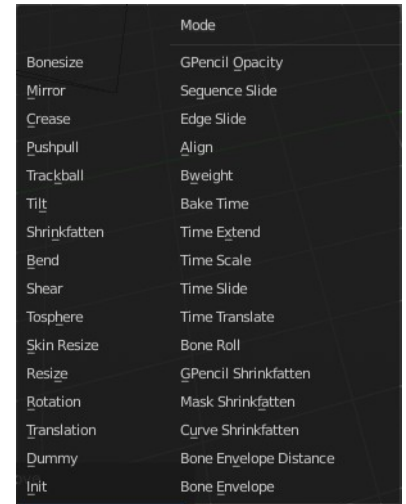 Mode
Bonesize
Mirror
Crease
Pushpull
Trackball
Tilt
Shrinkfatten
Bend
Shear
Tosphere
Skin Resize
Resize
Rotation
Translation
Dummy
Init
GPencil Opacity
Sequence Slide
Edge Slide
Align
Bweight
Bake Time
Time Extend
Time Scale
Time Slide
Time Translate
Bone Roll
GPencil Shrinkfatten
Mask Shrinkfatten
Curve Shrinkfatten
Bone Envelope Distance
Bone Envelope